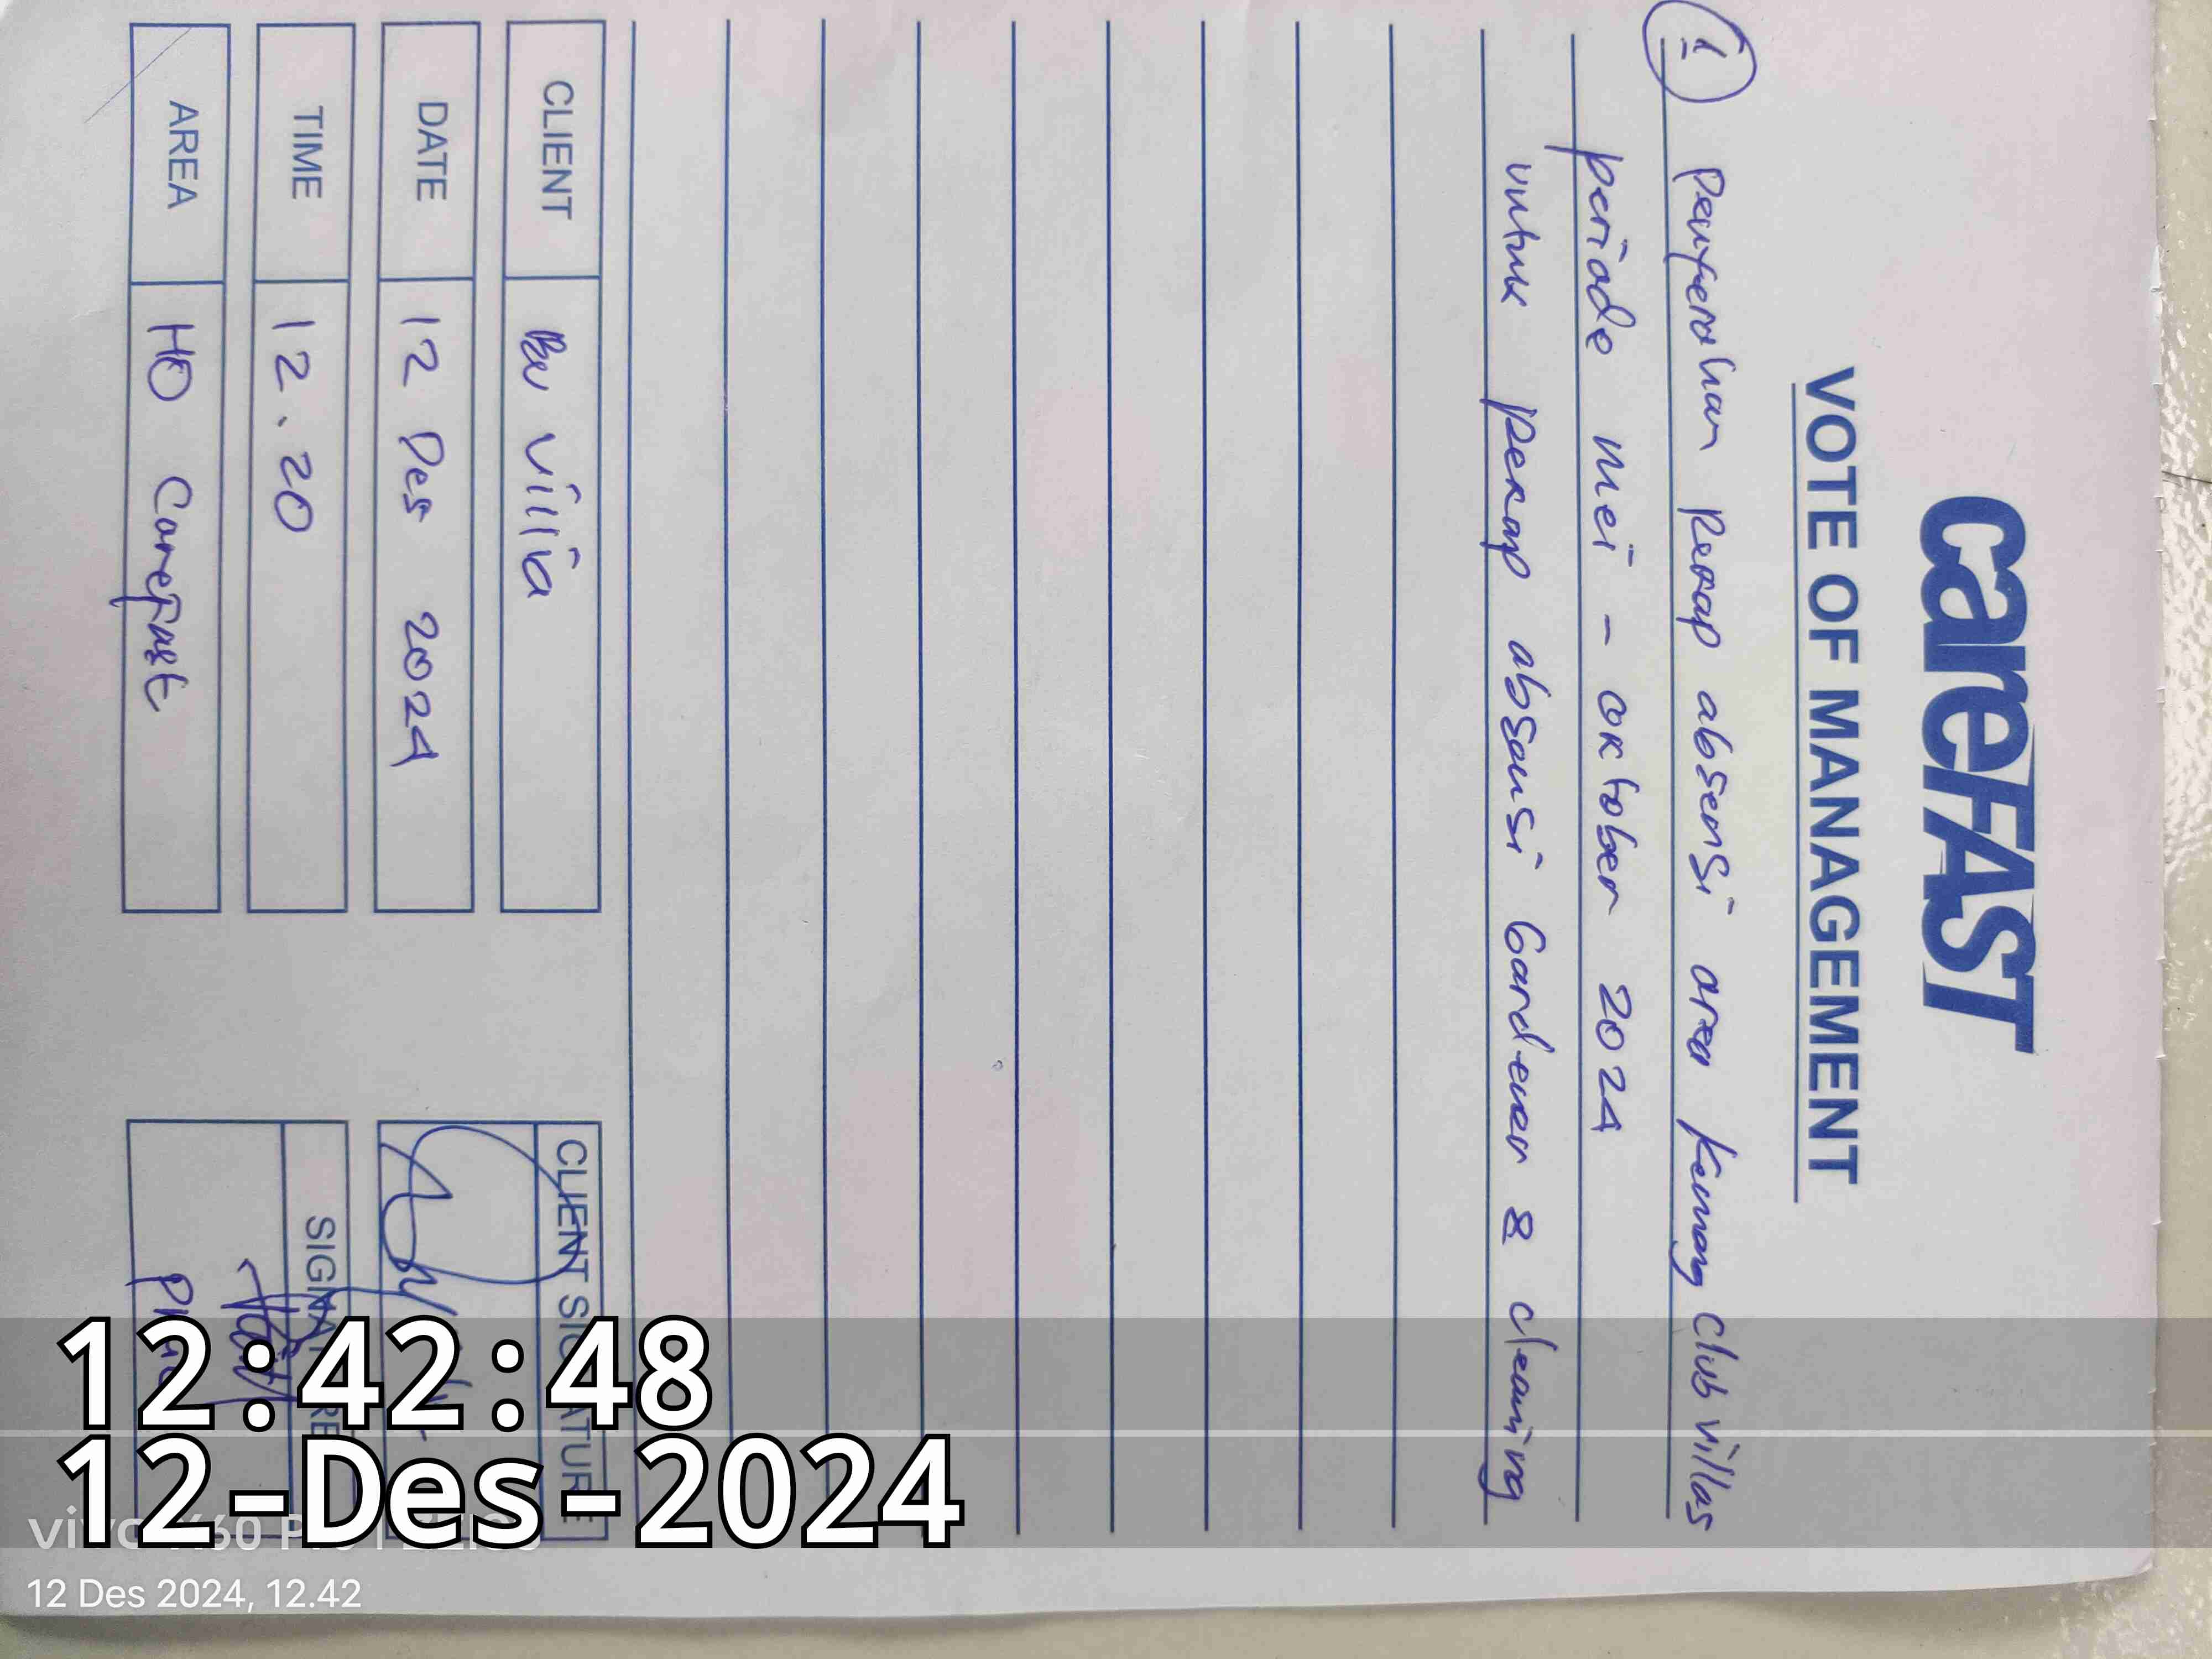 careFAST
VOTE OF MANAGEMENT
1 Penyerahan Rekap absensi area Kemang Club villas
periode mei - oktober 2024
untuk Rekap absensi Gardener & cleaning
CLIENT Bu Villia
DATE 12 Des 2024
TIME 12.20
AREA HO Carefast
CLIENT SIGNATURE
12:42:48
12-Des-2024
12 Des 2024, 12.42